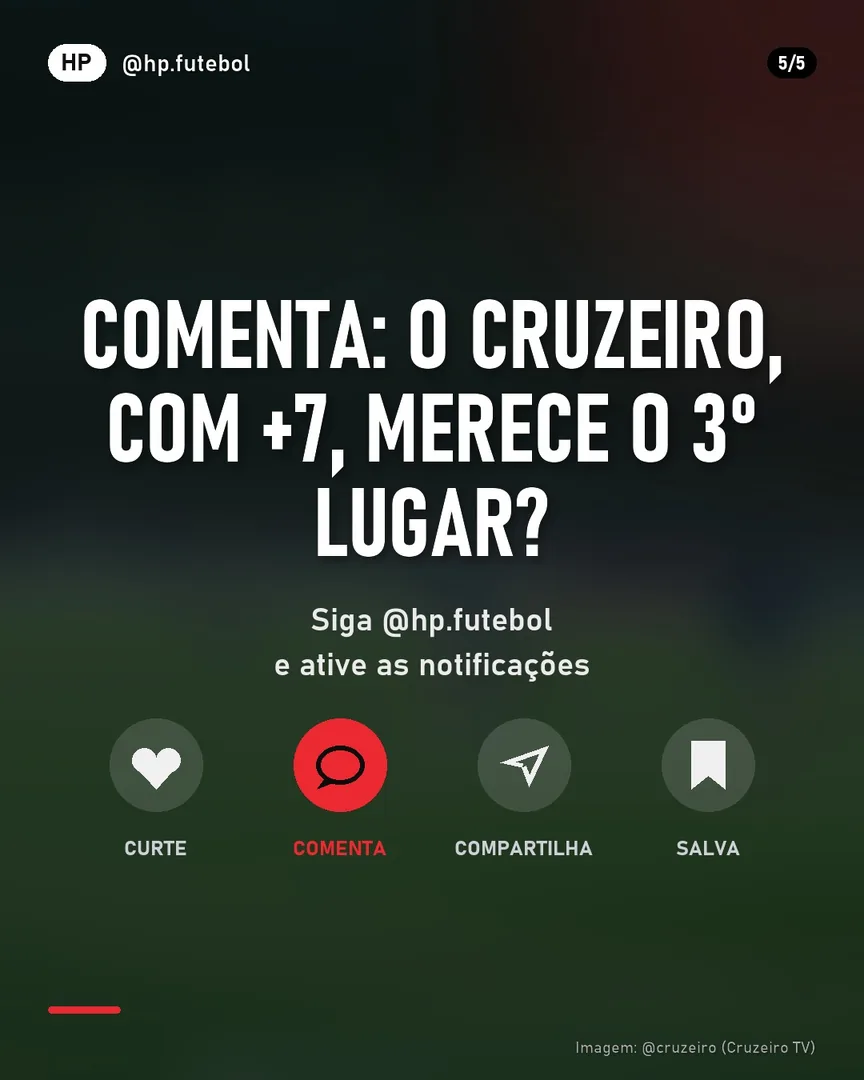 HP @hp.futebol 5/5
COMENTA: O CRUZEIRO,
COM +7, MERECE O 3º
LUGAR?
Siga @hp.futebol
e ative as notificações
CURTE COMENTA COMPARTILHA SALVA
Imagem: @cruzeiro (Cruzeiro TV)